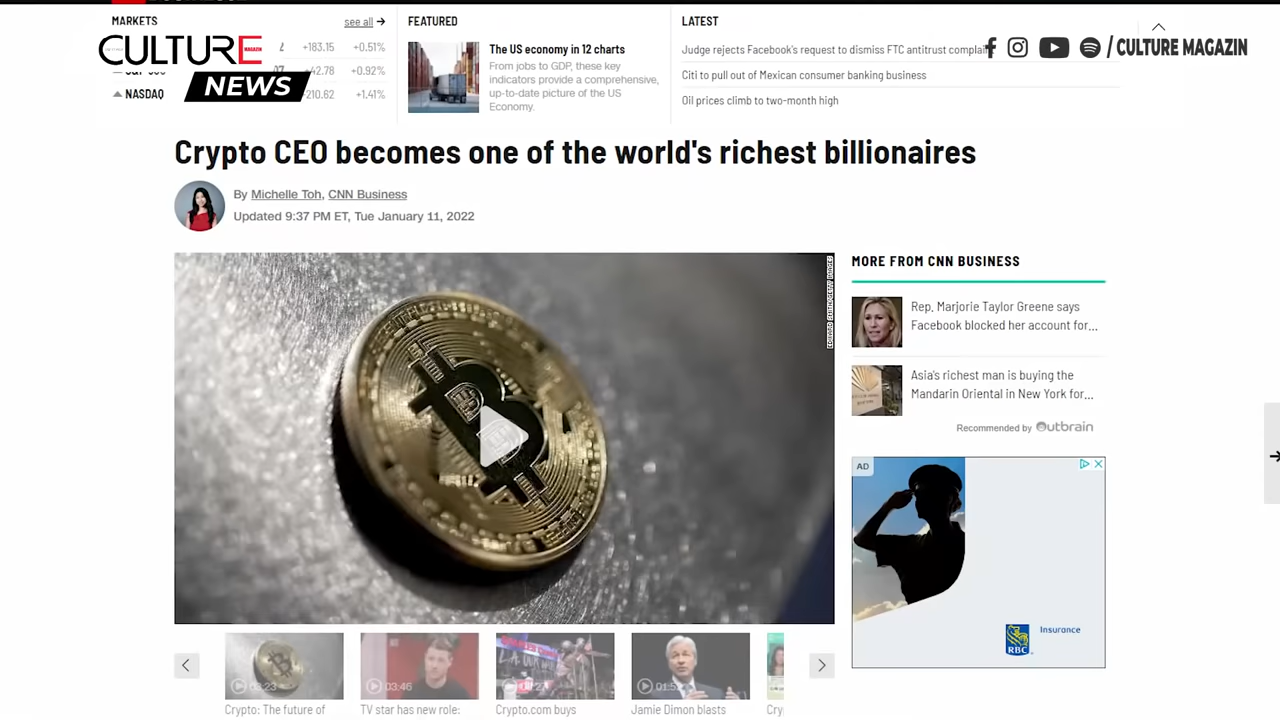 MARKETS
see all →
CULTURE
MAGAZIN
NEWS
+183.15 +0.51%
+42.78 +0.92%
NASDAQ 210.62 +1.41%
FEATURED
The US economy in 12 charts
From jobs to GDP, these key
indicators provide a comprehensive,
up-to-date picture of the US
Economy.
LATEST
Judge rejects Facebook's request to dismiss FTC antitrust complain
Citi to pull out of Mexican consumer banking business
Oil prices climb to two-month high
/ CULTURE MAGAZIN
Crypto CEO becomes one of the world's richest billionaires
By Michelle Toh, CNN Business
Updated 9:37 PM ET, Tue January 11, 2022
MORE FROM CNN BUSINESS
Rep. Marjorie Taylor Greene says
Facebook blocked her account for...
Asia's richest man is buying the
Mandarin Oriental in New York for...
Recommended by Outbrain
AD
Insurance
RBC
03:46
Crypto: The future of
TV star has new role:
Crypto.com buys
Jamie Dimon blasts
Cry